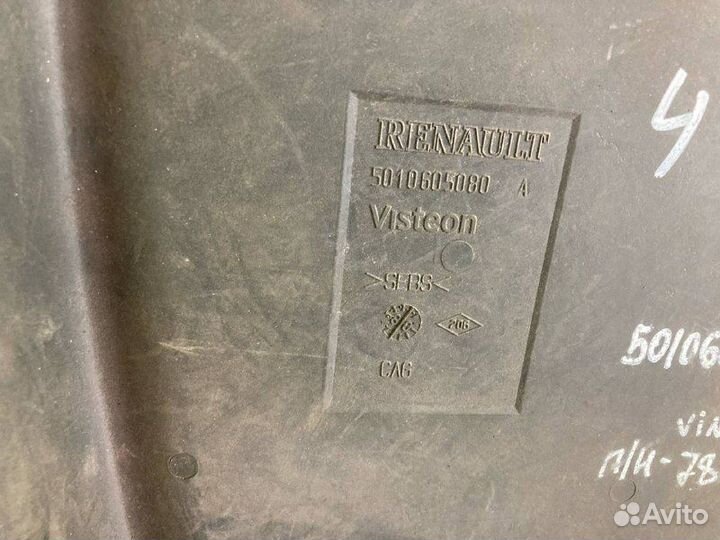 RENAULT
5010605080 A
Visteon
>SEBS<
CAG
4
50106
Vin
п/н-78
Avito